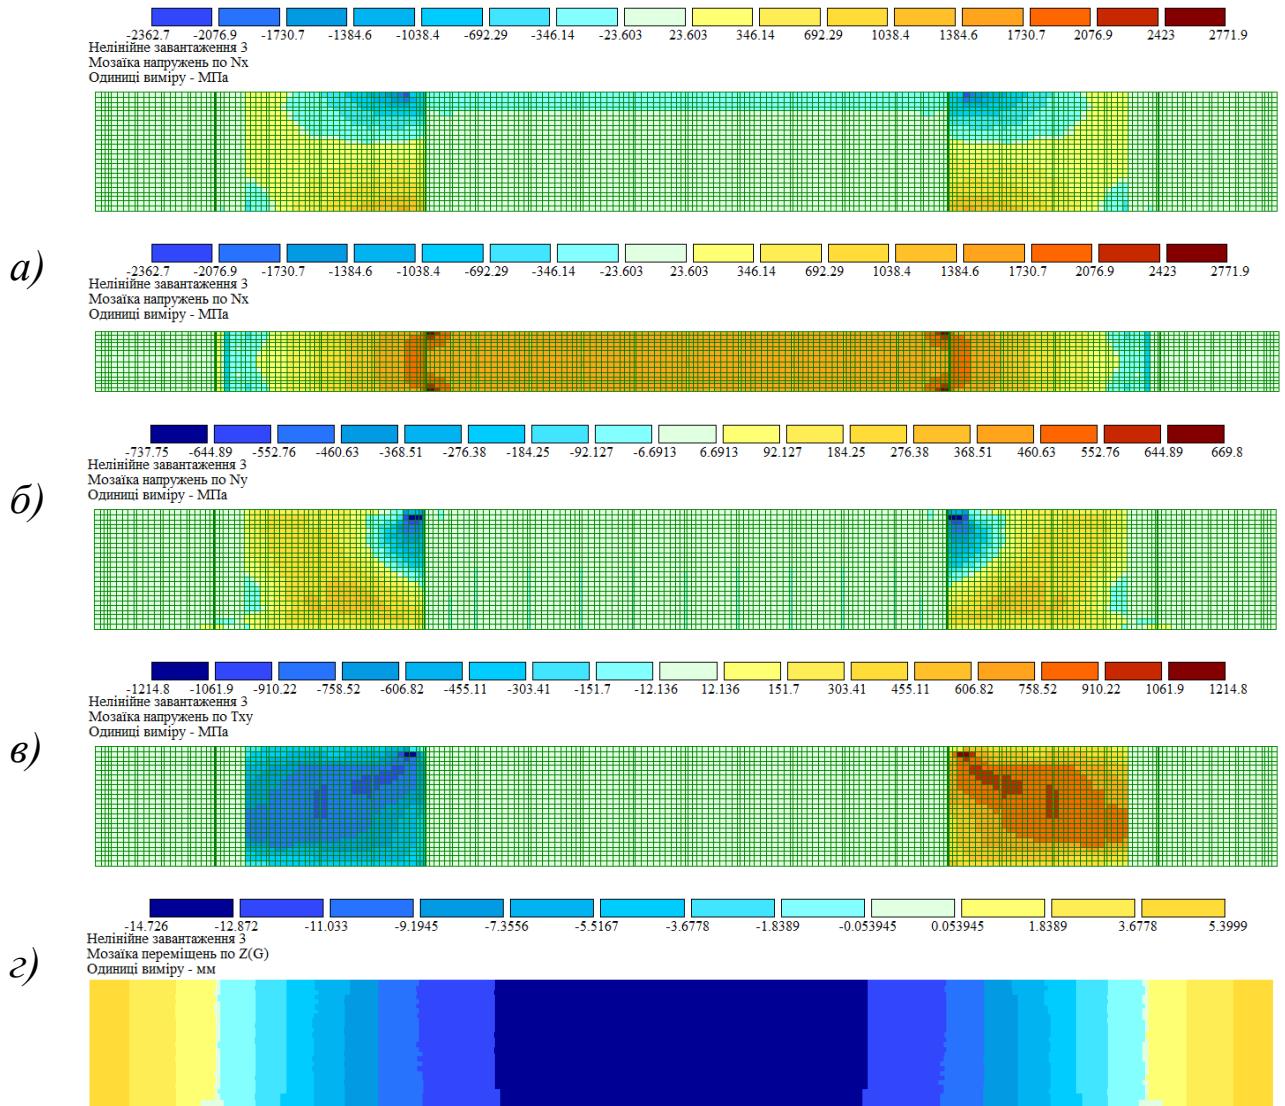 -2362.7 -2076.9 -1730.7 -1384.6 -1038.4 -692.29 -346.14 -23.603 23.603 346.14 692.29 1038.4 1384.6 1730.7 2076.9 2423 2771.9
Нелінійне завантаження 3
Мозаїка напружень по Nx
Одиниці виміру - МПа
а)
-2362.7 -2076.9 -1730.7 -1384.6 -1038.4 -692.29 -346.14 -23.603 23.603 346.14 692.29 1038.4 1384.6 1730.7 2076.9 2423 2771.9
Нелінійне завантаження 3
Мозаїка напружень по Nx
Одиниці виміру - МПа
-737.75 -644.89 -552.76 -460.63 -368.51 -276.38 -184.25 -92.127 -6.6913 6.6913 92.127 184.25 276.38 368.51 460.63 552.76 644.89 669.8
Нелінійне завантаження 3
Мозаїка напружень по Ny
Одиниці виміру - МПа
б)
-1214.8 -1061.9 -910.22 -758.52 -606.82 -455.11 -303.41 -151.7 -12.136 12.136 151.7 303.41 455.11 606.82 758.52 910.22 1061.9 1214.8
Нелінійне завантаження 3
Мозаїка напружень по Txy
Одиниці виміру - МПа
в)
-14.726 -12.872 -11.033 -9.1945 -7.3556 -5.5167 -3.6778 -1.8389 -0.053945 0.053945 1.8389 3.6778 5.3999
Нелінійне завантаження 3
Мозаїка переміщень по Z(G)
Одиниці виміру - мм
г)